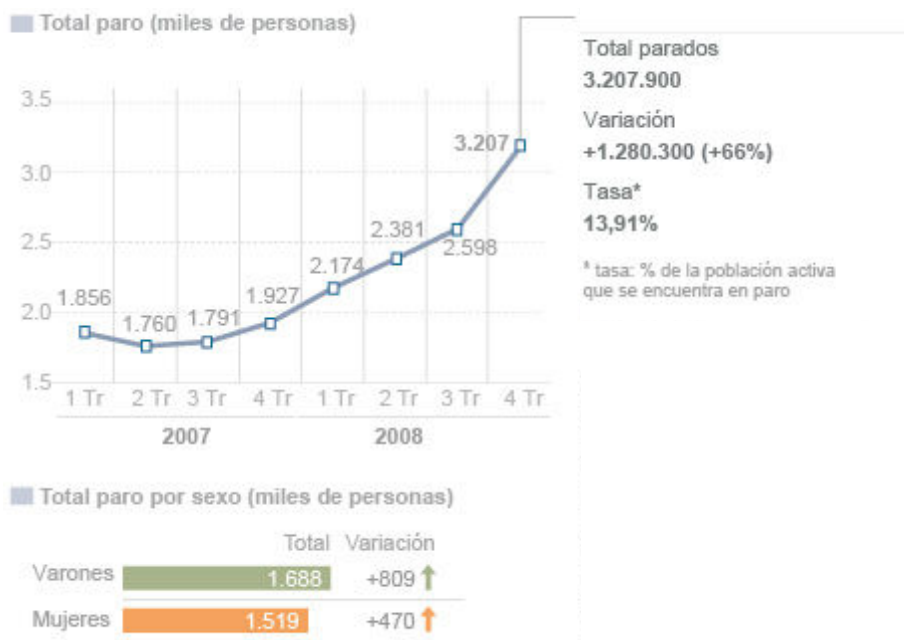 Total paro (miles de personas)
Total parados
3.207.900
Variación
+1.280.300 (+66%)
Tasa*
13,91%
* tasa: % de la población activa
que se encuentra en paro
3.5
3.0
2.5
2.0
1.5
1.856
1.760
1.791
1.927
2.174
2.381
2.598
3.207
1 Tr 2 Tr 3 Tr 4 Tr 1 Tr 2 Tr 3 Tr 4 Tr
2007 2008
Total paro por sexo (miles de personas)
Total Variación
Varones 1.688 +809
Mujeres 1.519 +470